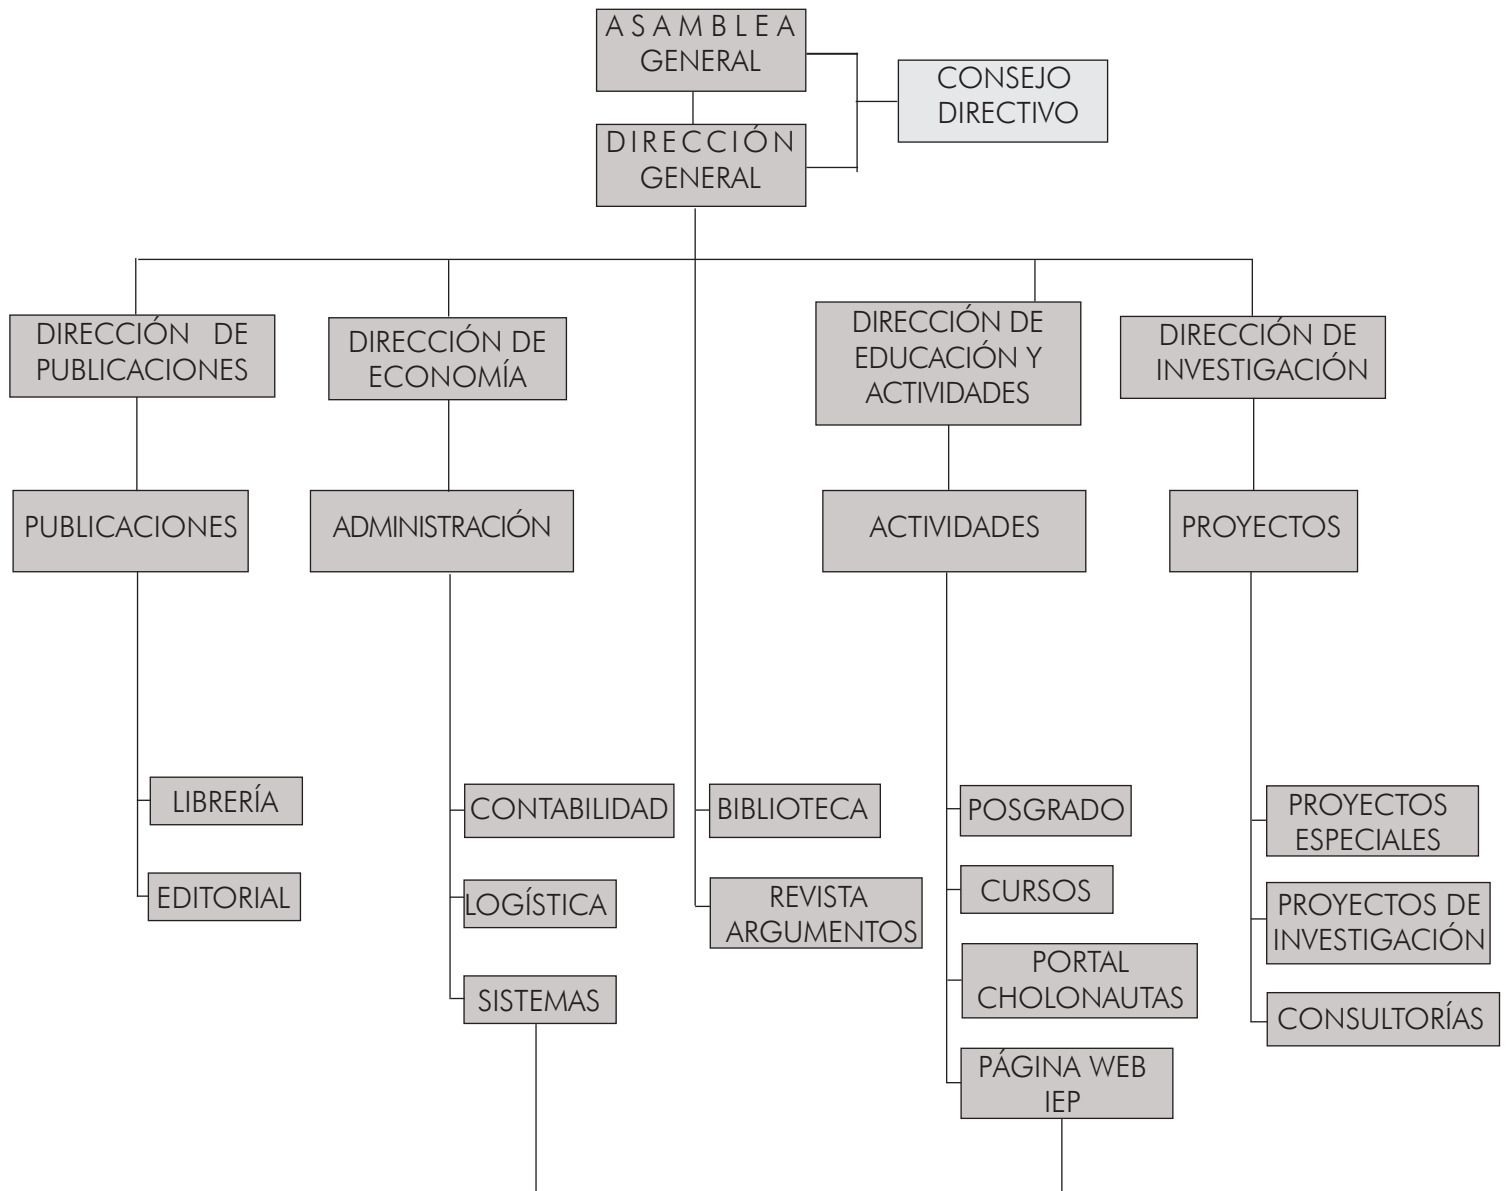 ASAMBLEA
GENERAL
CONSEJO
DIRECTIVO
DIRECCIÓN
GENERAL
DIRECCIÓN DE
PUBLICACIONES
DIRECCIÓN DE
ECONOMÍA
DIRECCIÓN DE
EDUCACIÓN Y
ACTIVIDADES
DIRECCIÓN DE
INVESTIGACIÓN
PUBLICACIONES
ADMINISTRACIÓN
ACTIVIDADES
PROYECTOS
LIBRERÍA
EDITORIAL
CONTABILIDAD
LOGÍSTICA
SISTEMAS
BIBLIOTECA
REVISTA
ARGUMENTOS
POSGRADO
CURSOS
PORTAL
CHOLONAUTAS
PÁGINA WEB
IEP
PROYECTOS
ESPECIALES
PROYECTOS DE
INVESTIGACIÓN
CONSULTORÍAS